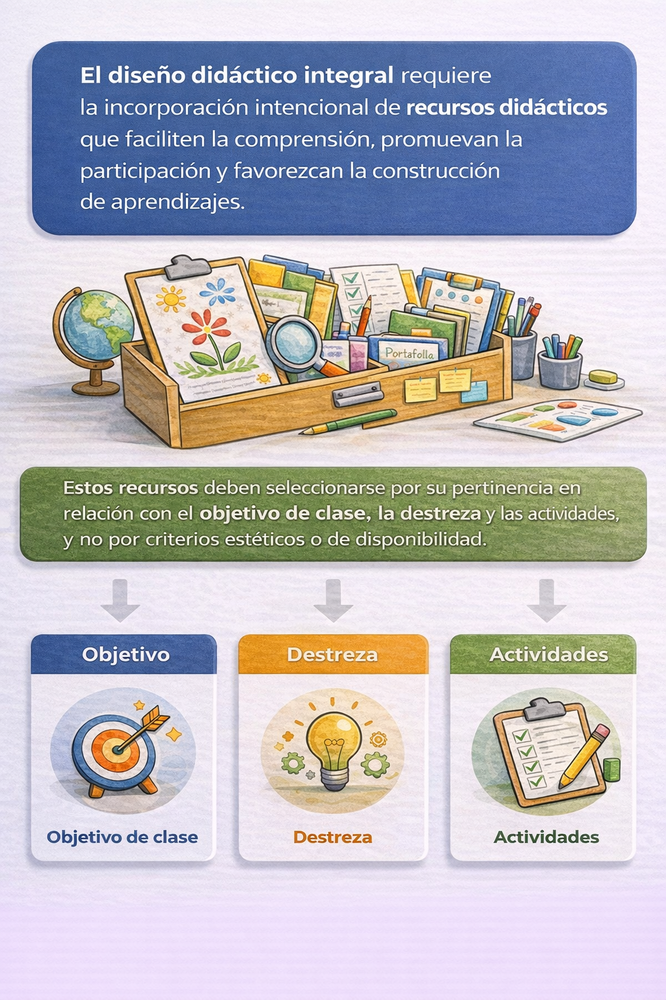 El diseño didáctico integral requiere
la incorporación intencional de recursos didácticos
que faciliten la comprensión, promuevan la
participación y favorezcan la construcción
de aprendizajes.
Portafolla
Estos recursos deben seleccionarse por su pertinencia en
relación con el objetivo de clase, la destreza y las actividades,
y no por criterios estéticos o de disponibilidad.
Objetivo
Destreza
Actividades
Objetivo de clase
Destreza
Actividades